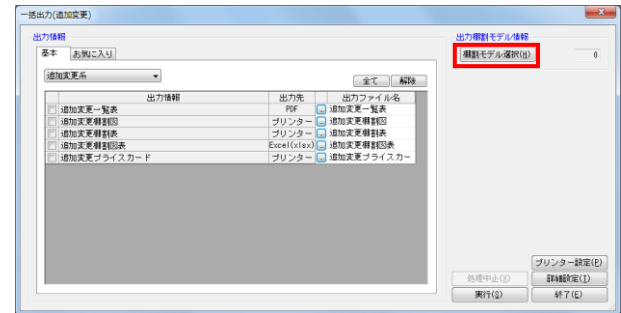 一括出力(追加変更)
出力情報
出力棚割モデル情報
基本 お気に入り
棚割モデル選択(H) 0
追加変更系
全て 解除
出力情報 出力先 出力ファイル名
追加変更一覧表 PDF 追加変更一覧表
追加変更棚割図 プリンター 追加変更棚割図
追加変更棚割表 プリンター 追加変更棚割表
追加変更棚割図表 Excel(xlsx) 追加変更棚割図表
追加変更プライスカード プリンター 追加変更プライスカー
プリンター設定(P)
処理中止(X) 詳細設定(I)
実行(S) 終了(E)